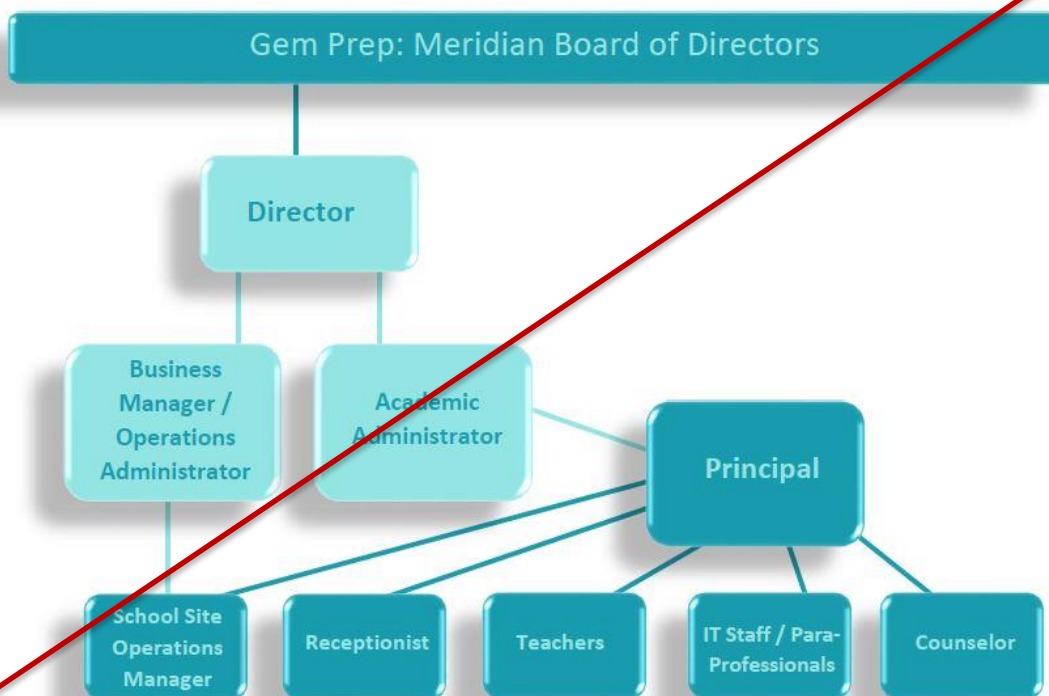 Gem Prep: Meridian Board of Directors
Director
Business
Manager /
Operations
Administrator
Academic
Administrator
Principal
School Site
Operations
Manager
Receptionist
Teachers
IT Staff / Para-
Professionals
Counselor